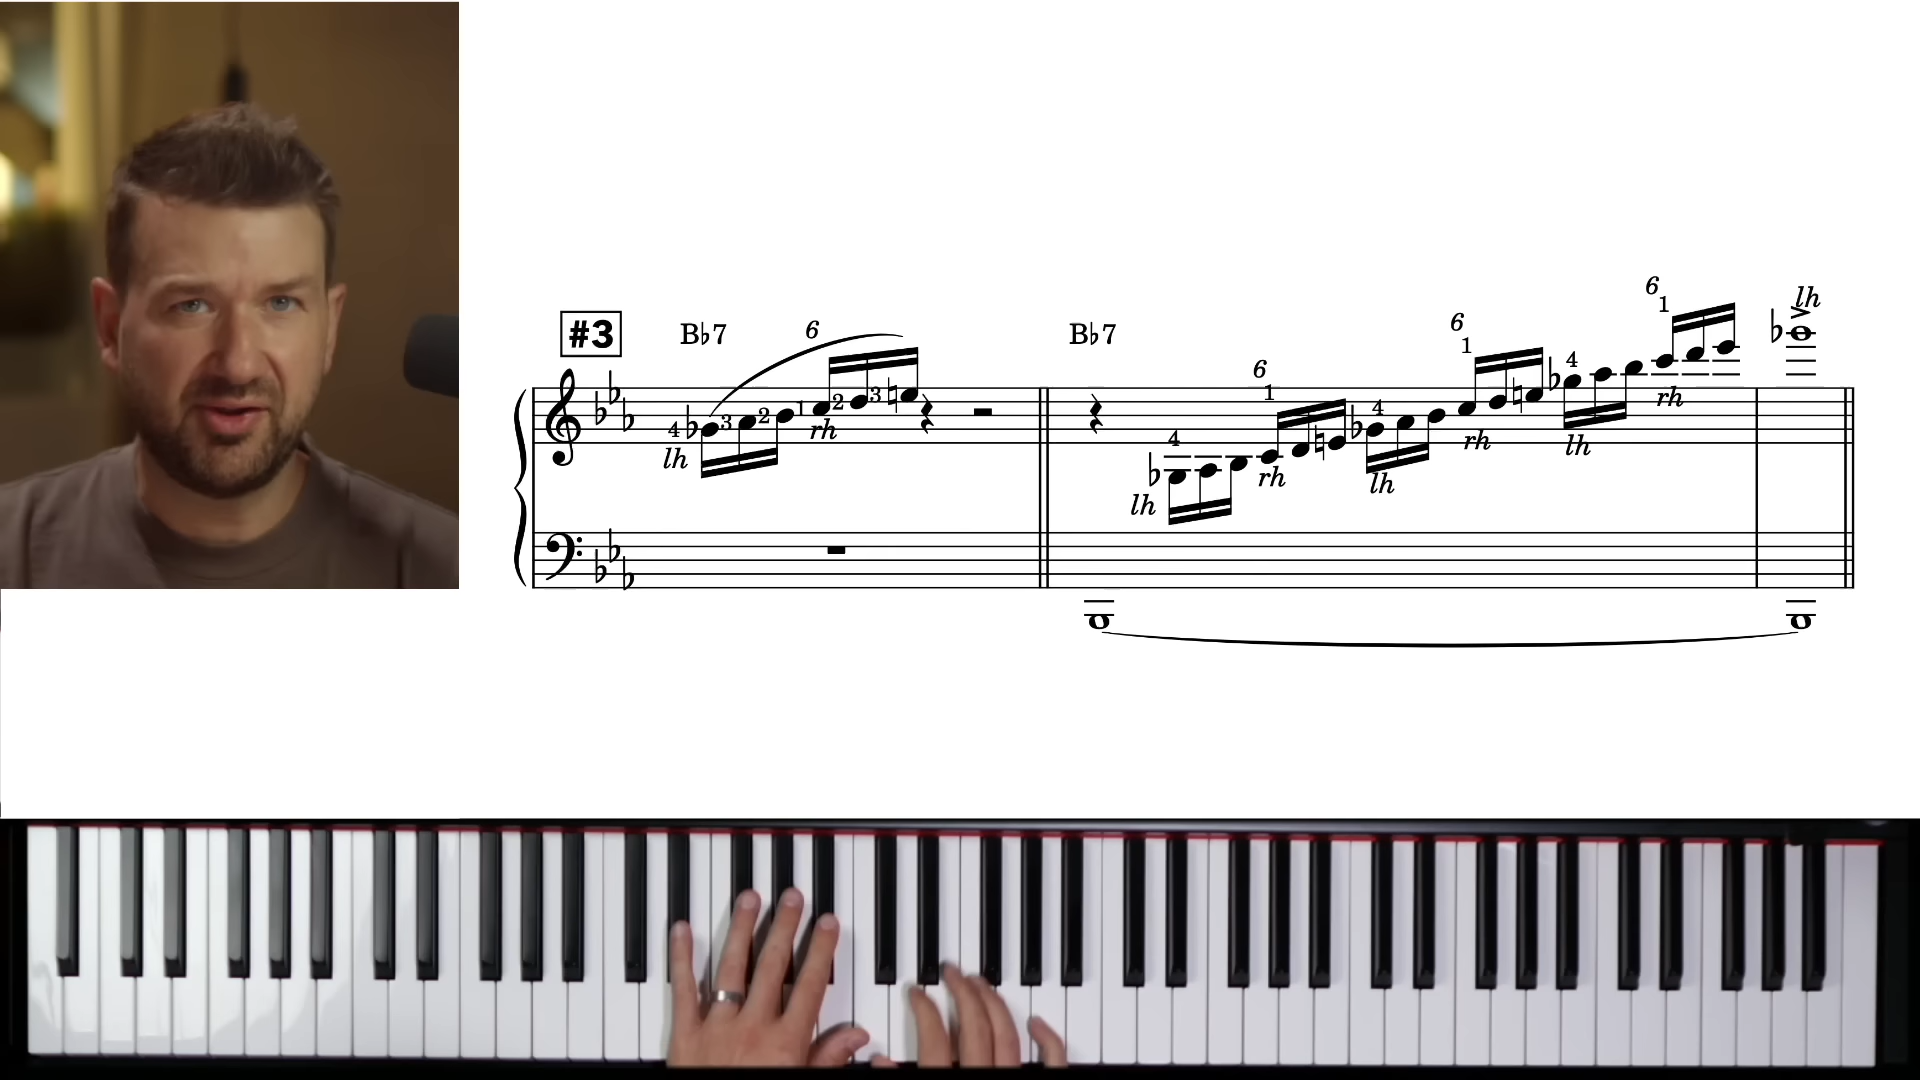 #3 B♭7 6 B♭7 6 6 6 lh
4 3 2 1 2 3 4 1 4 1 4 1
lh rh lh rh lh rh lh rh